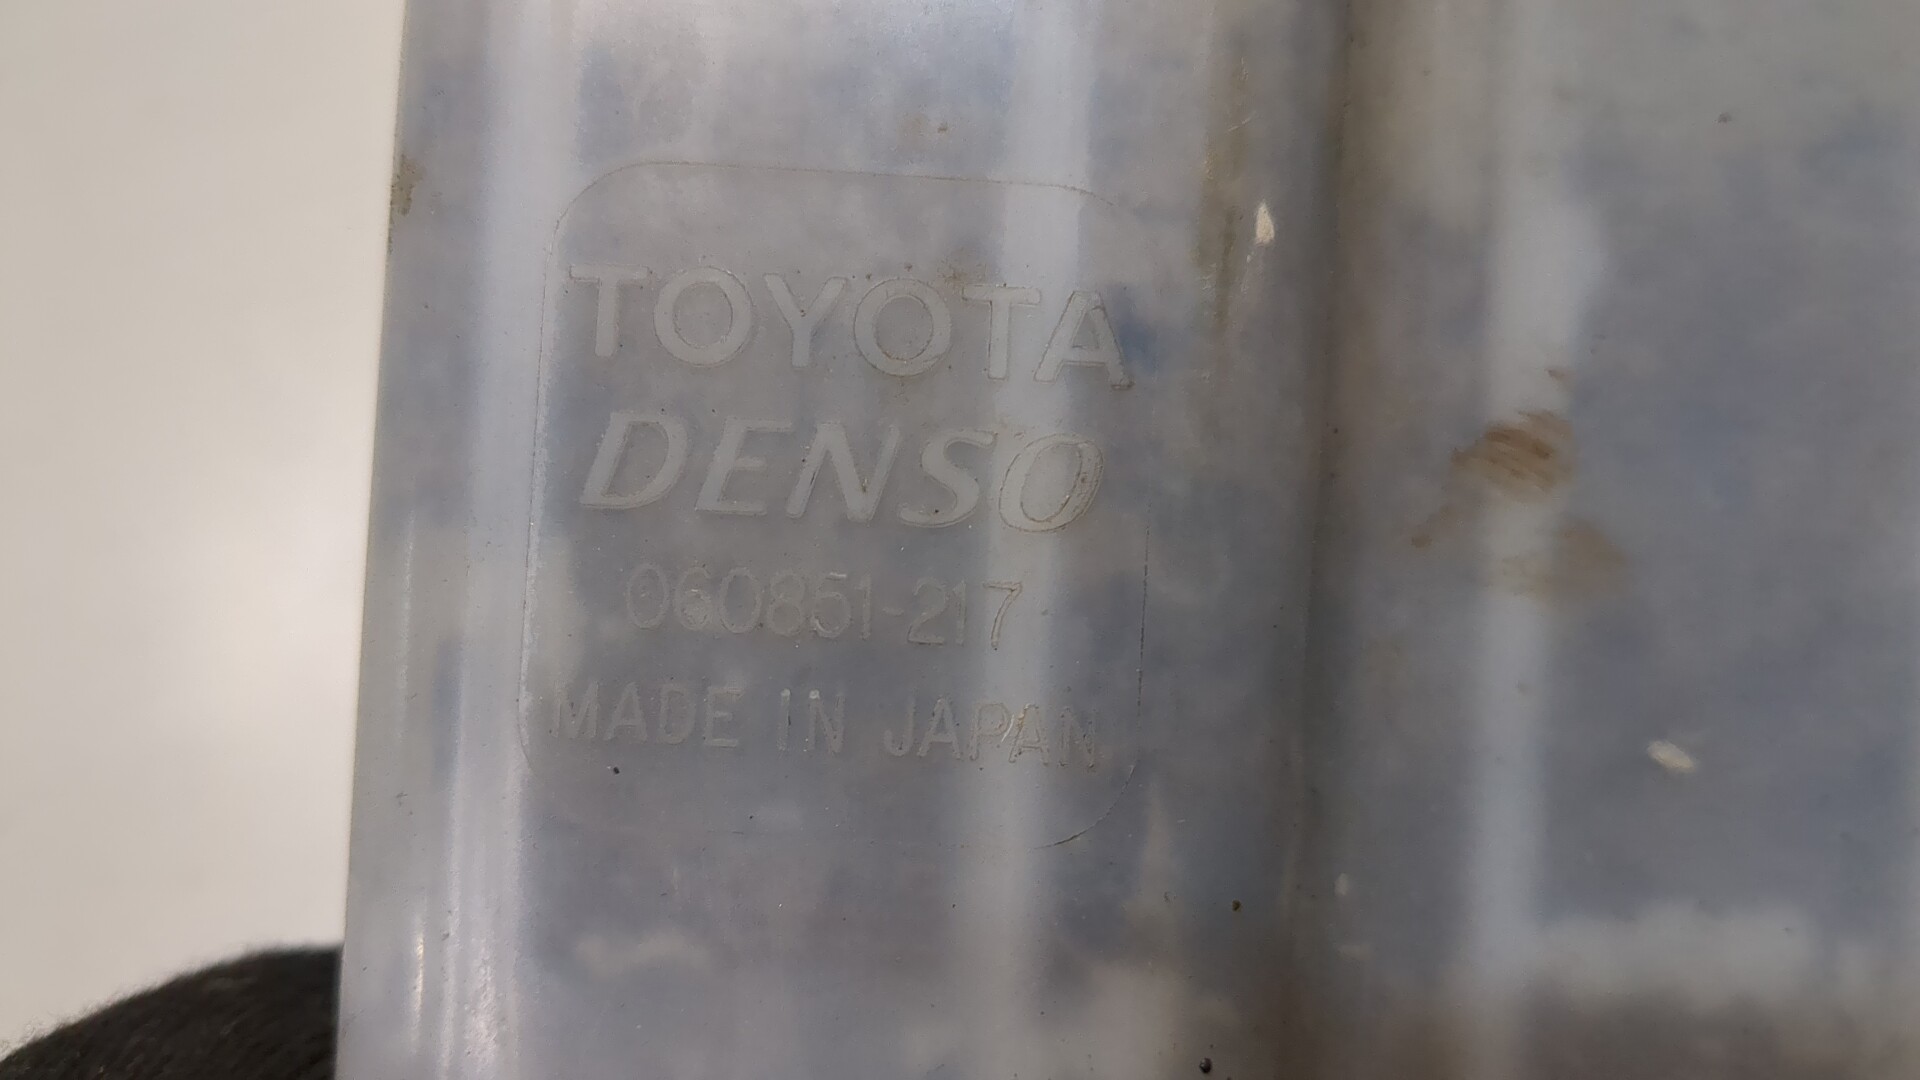 TOYOTA
DENSO
060851-217
MADE IN JAPAN